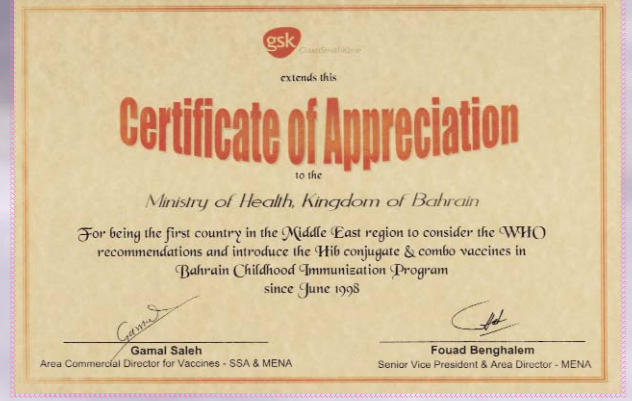 gsk
GlaxoSmithKline
extends this
Certificate of Appreciation
to the
Ministry of Health, Kingdom of Bahrain
For being the first country in the Middle East region to consider the WHO
recommendations and introduce the Hib conjugate & combo vaccines in
Bahrain Childhood Immunization Program
since June 1998
Gamal Saleh
Area Commercial Director for Vaccines - SSA & MENA
Fouad Benghalem
Senior Vice President & Area Director - MENA